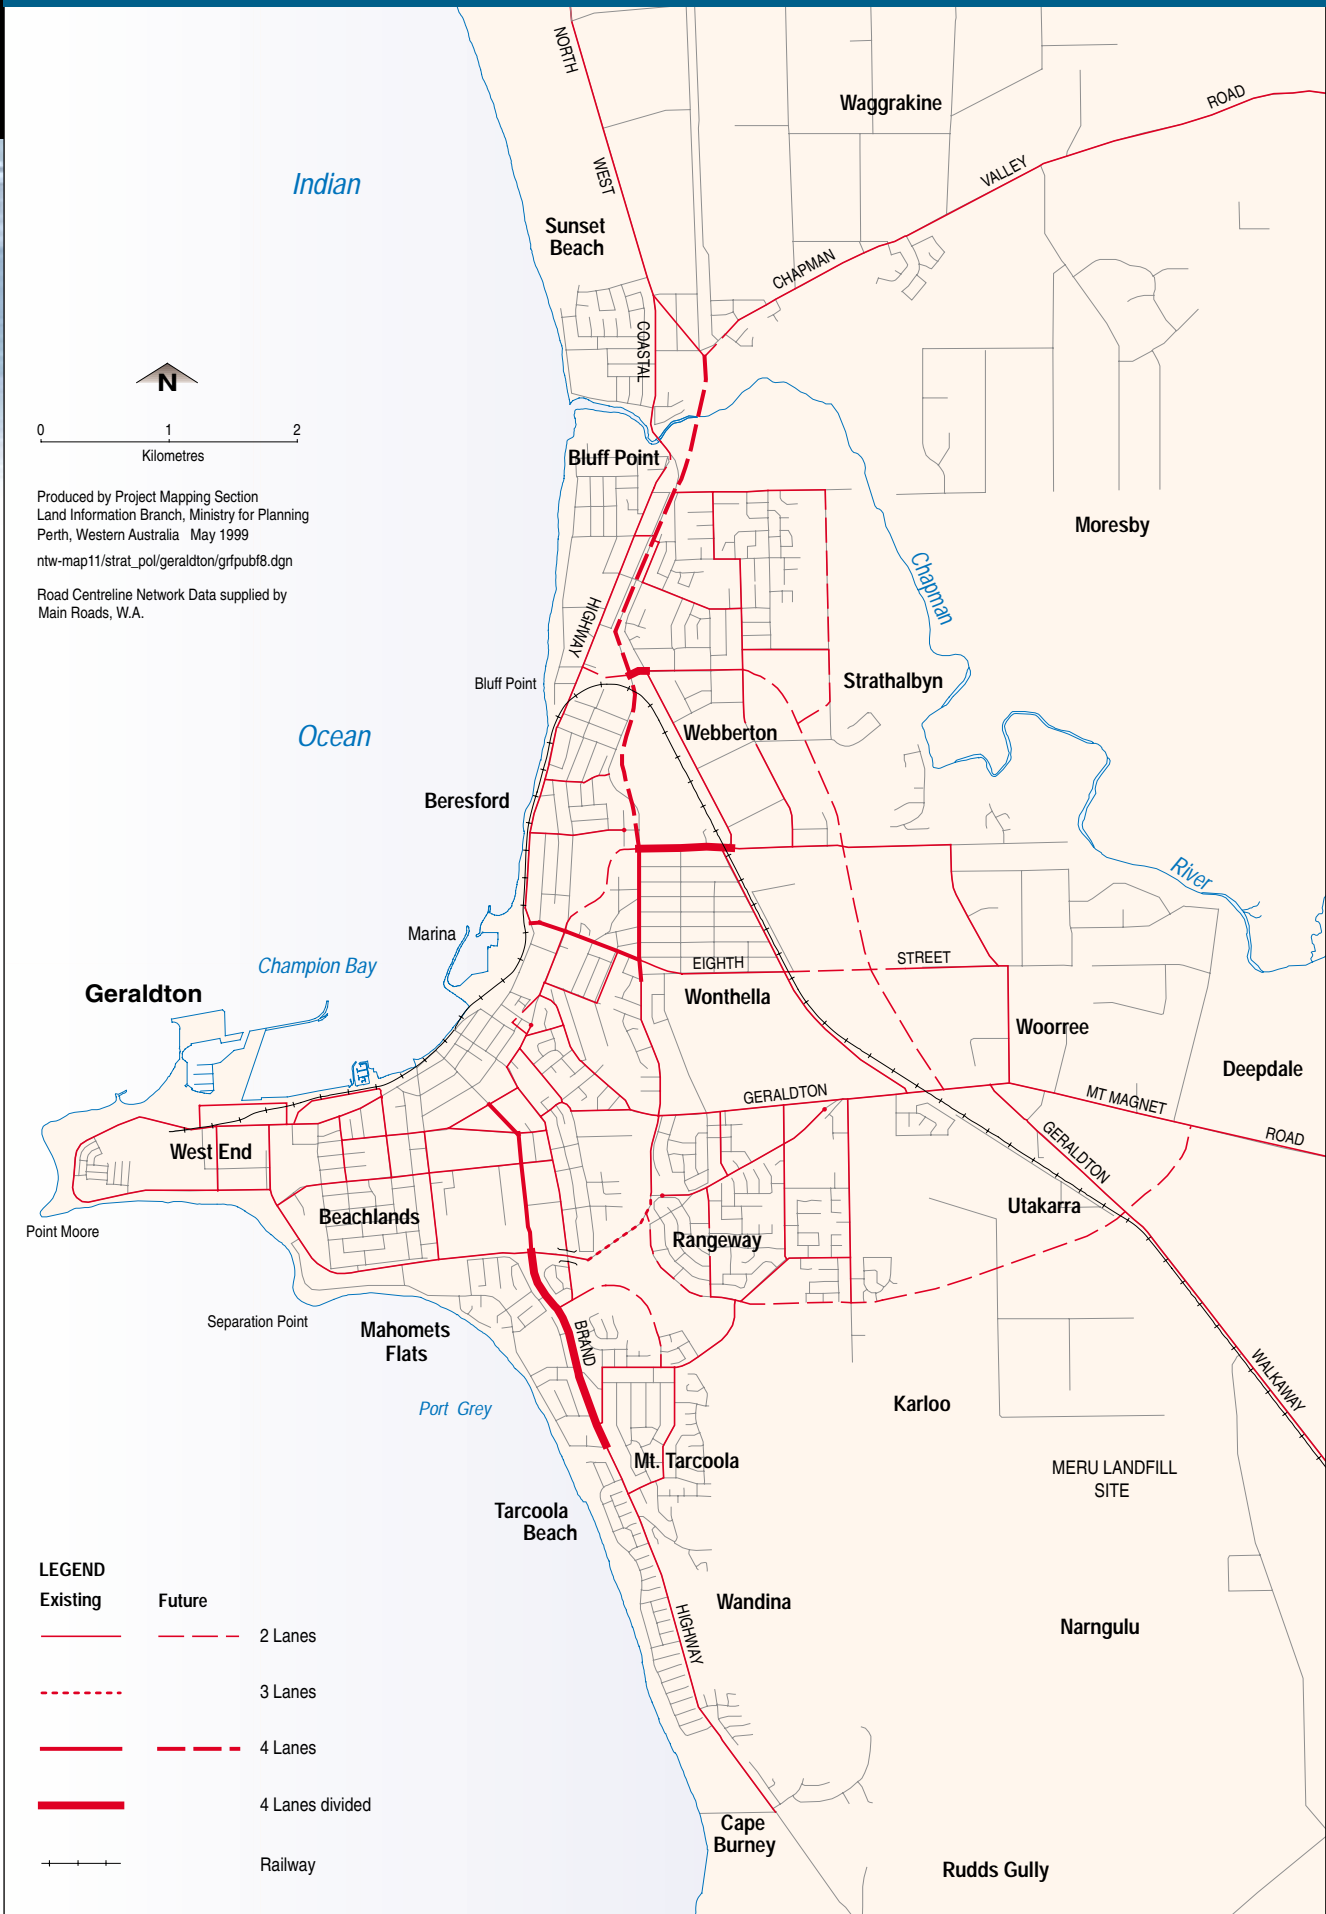 NORTH
Waggrakine
ROAD
WEST
VALLEY
Indian
Sunset
Beach
CHAPMAN
COASTAL
N
0 1 2
Kilometres
Bluff Point
Produced by Project Mapping Section
Land Information Branch, Ministry for Planning
Perth, Western Australia May 1999
ntw-map11/strat_pol/geraldton/grfpubf8.dgn
Road Centreline Network Data supplied by
Main Roads, W.A.
Moresby
Chapman
HIGHWAY
Bluff Point
Strathalbyn
Ocean
Webberton
Beresford
River
Marina
EIGHTH
STREET
Champion Bay
Geraldton
Wonthella
Woorree
Deepdale
GERALDTON
MT MAGNET
ROAD
GERALDTON
West End
Utakarra
Beachlands
Point Moore
Rangeway
Separation Point
Mahomets
Flats
BRAND
WALKAWAY
Port Grey
Karloo
Mt. Tarcoola
MERU LANDFILL
SITE
Tarcoola
Beach
LEGEND
Existing Future
2 Lanes
3 Lanes
4 Lanes
4 Lanes divided
Railway
Wandina
HIGHWAY
Narngulu
Cape
Burney
Rudds Gully